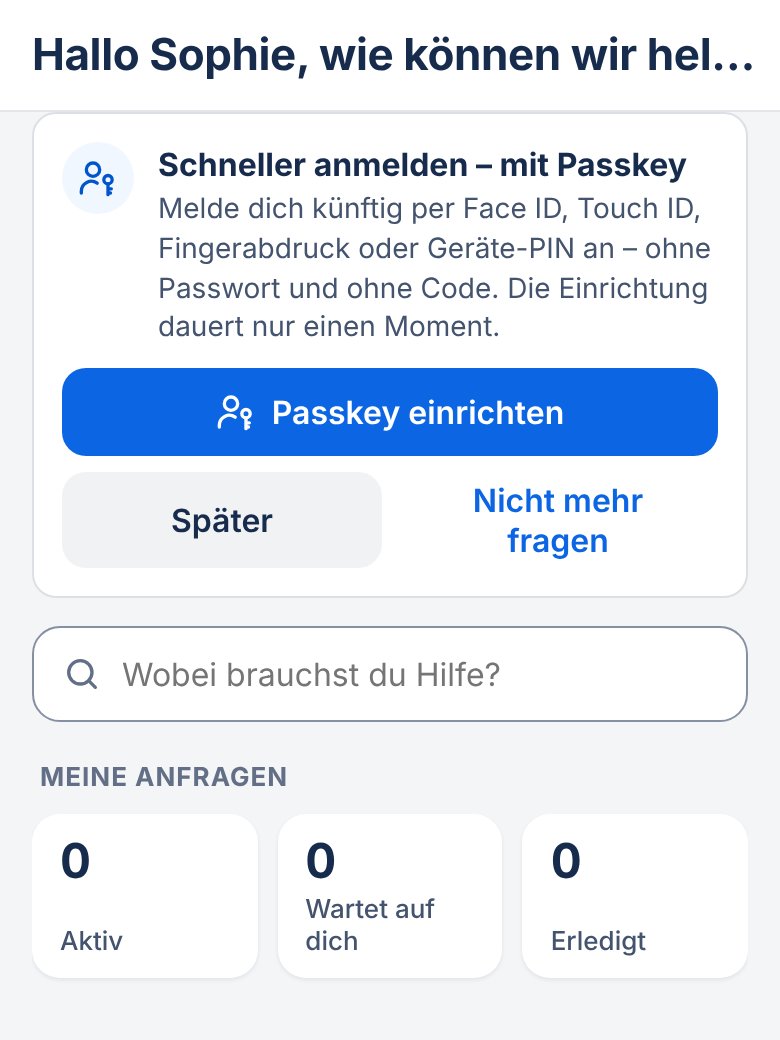 Hallo Sophie, wie können wir hel...
Schneller anmelden – mit Passkey
Melde dich künftig per Face ID, Touch ID,
Fingerabdruck oder Geräte-PIN an – ohne
Passwort und ohne Code. Die Einrichtung
dauert nur einen Moment.
Passkey einrichten
Später
Nicht mehr
fragen
Wobei brauchst du Hilfe?
MEINE ANFRAGEN
0
Aktiv
0
Wartet auf
dich
0
Erledigt